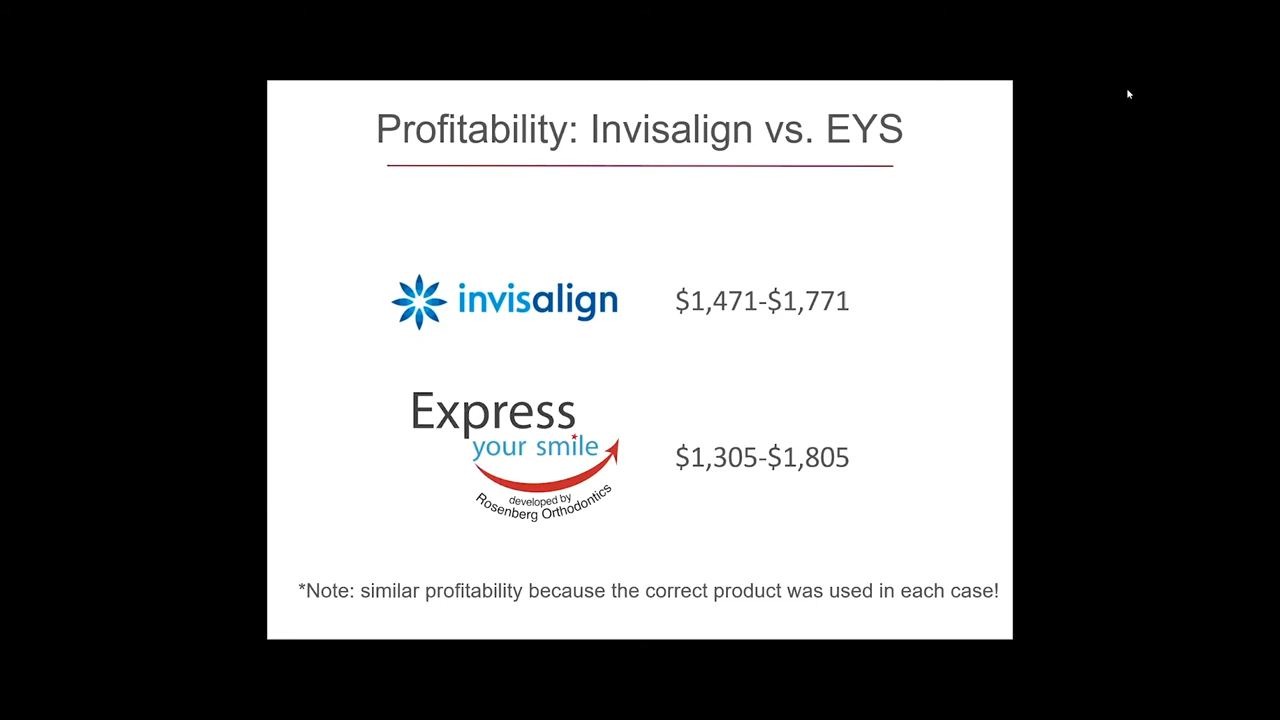 Profitability: Invisalign vs. EYS
invisalign $1,471-$1,771
Express
your smile
developed by
Rosenberg Orthodontics
$1,305-$1,805
*Note: similar profitability because the correct product was used in each case!